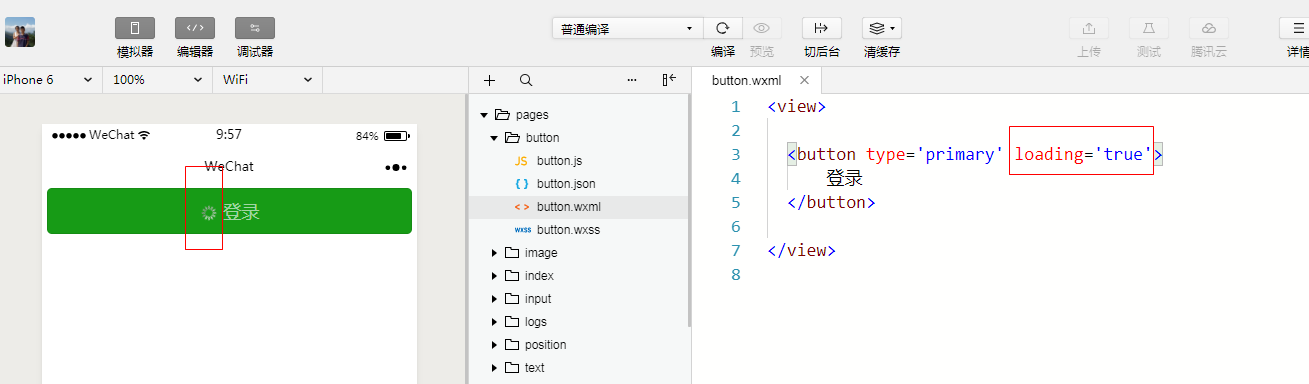 模拟器 编辑器 调试器 普通编译 编译 预览 切后台 清缓存 上传 测试 腾讯云 详情
iPhone 6 100% WiFi
WeChat 9:57 84%
WeChat
登录
pages
button
JS button.js
{ } button.json
< > button.wxml
wxss button.wxss
image
index
input
logs
position
text
button.wxml
1 <view>
2
3 <button type='primary' loading='true'>
4 登录
5 </button>
6
7 </view>
8